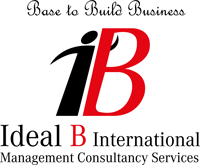 Base to Build Business
iB
Ideal B International
Management Consultancy Services